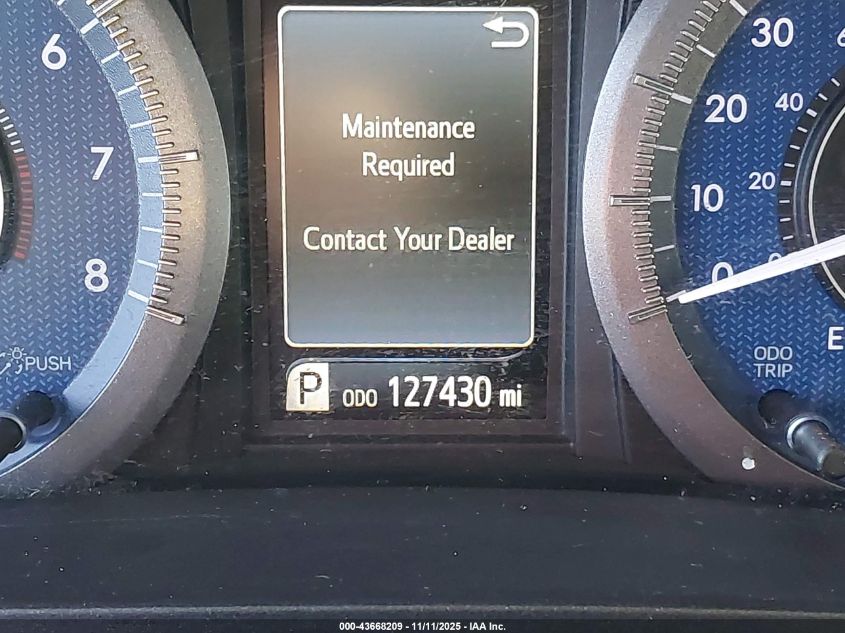 6
7
8
PUSH
Maintenance
Required
Contact Your Dealer
P ODO 127430 mi
30
20
10
0
40
20
0
E
ODO
TRIP
000-43668209 - 11/11/2025 - IAA Inc.